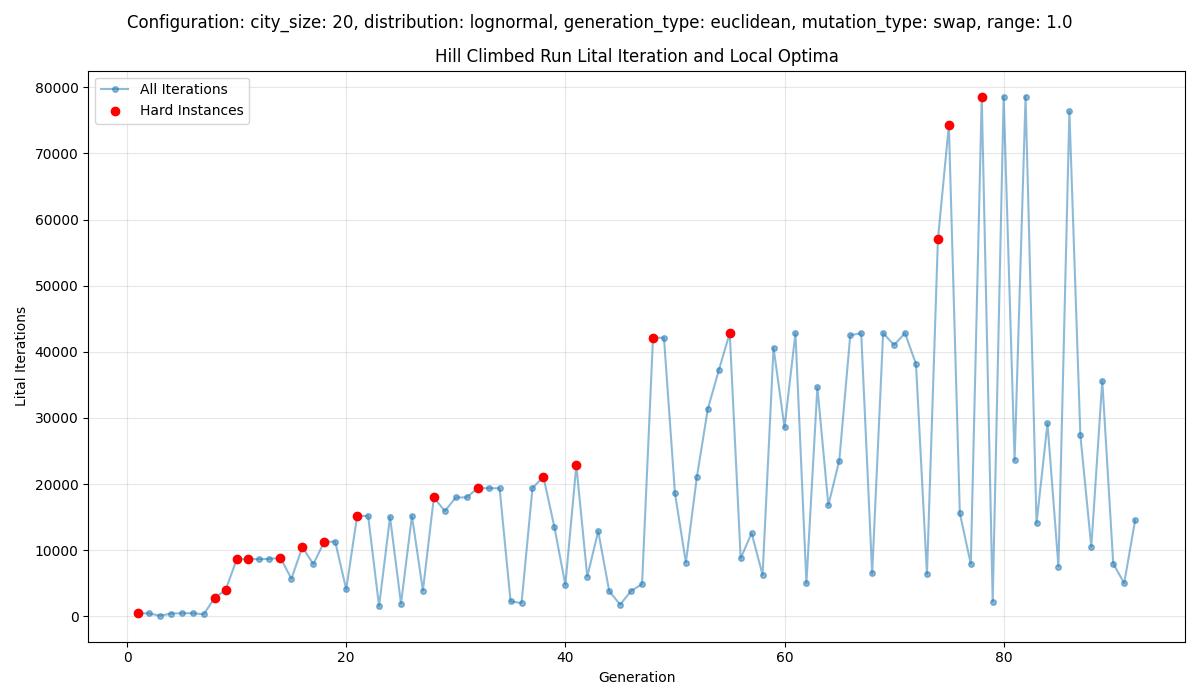 Configuration: city_size: 20, distribution: lognormal, generation_type: euclidean, mutation_type: swap, range: 1.0
Hill Climbed Run Lital Iteration and Local Optima
All Iterations
Hard Instances
80000
70000
60000
50000
40000
30000
20000
10000
0
Lital Iterations
0 20 40 60 80
Generation